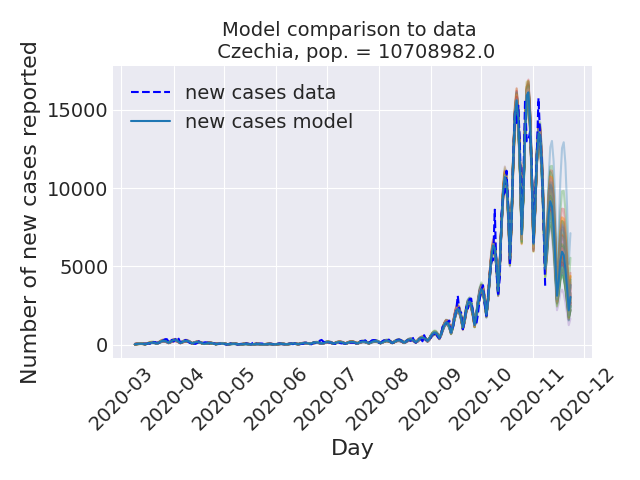 Model comparison to data
Czechia, pop. = 10708982.0
new cases data
new cases model
Number of new cases reported
15000
10000
5000
0
2020-03
2020-04
2020-05
2020-06
2020-07
2020-08
2020-09
2020-10
2020-11
2020-12
Day